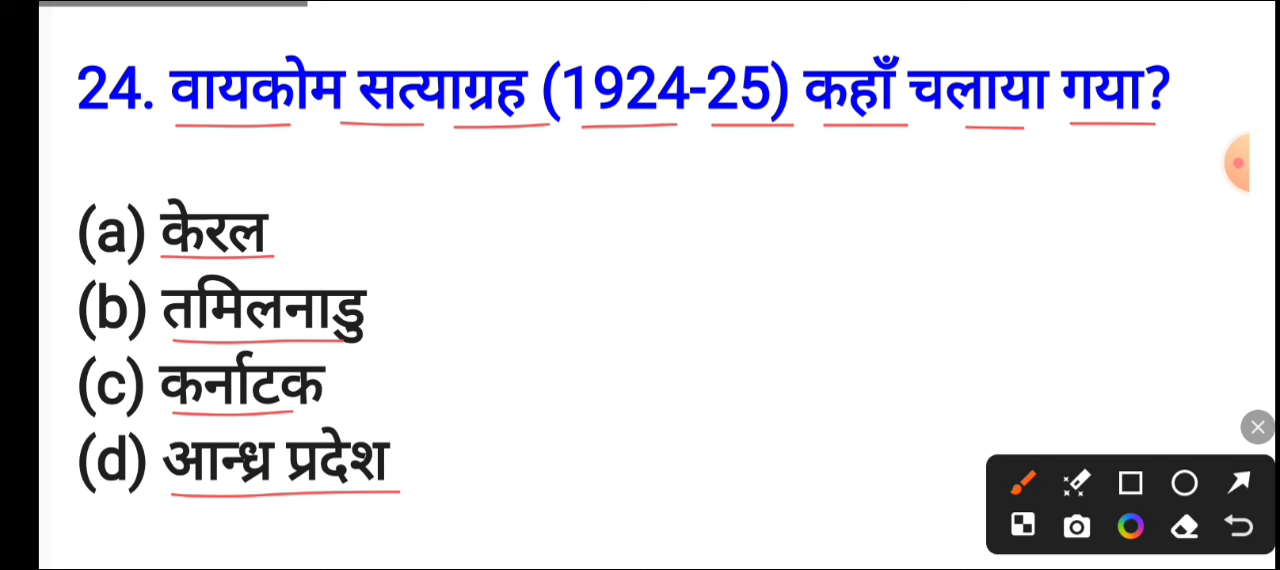 24. वायकोम सत्याग्रह (1924-25) कहाँ चलाया गया?
(a) केरल
(b) तमिलनाडु
(c) कर्नाटक
(d) आन्ध्र प्रदेश